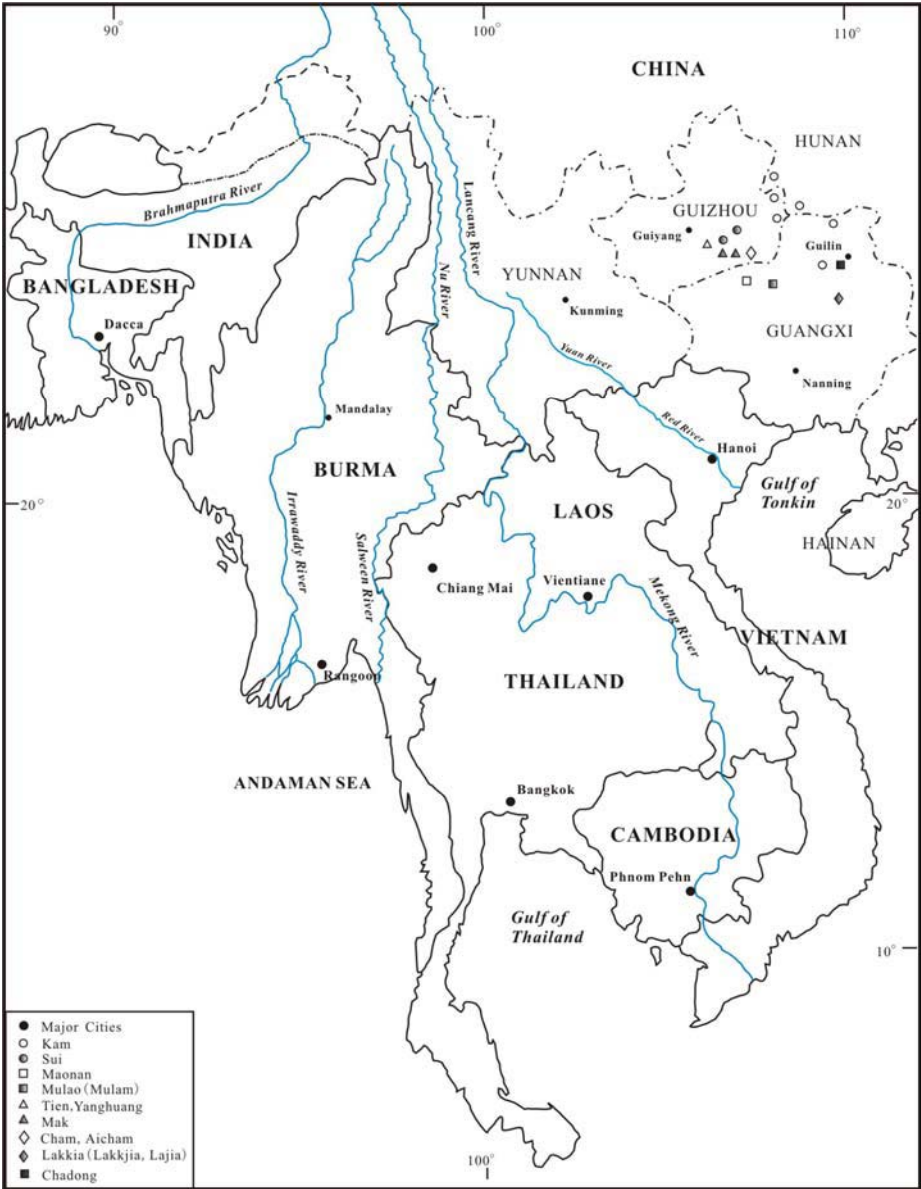 90°
100°
110°
CHINA
HUNAN
Brahmaputra River
Lancang River
GUIZHOU
Guiyang
INDIA
Guilin
Nu River
YUNNAN
BANGLADESH
Kunming
Dacca
GUANGXI
Yuan River
Nanning
Mandalay
Red River
Hanoi
BURMA
Gulf of
Tonkin
20°
20°
LAOS
Irrawaddy River
Salween River
HAINAN
Chiang Mai
Vientiane
Mekong River
VIETNAM
Rangoon
THAILAND
ANDAMAN SEA
Bangkok
CAMBODIA
Phnom Pehn
Gulf of
Thailand
10°
Major Cities
Kam
Sui
Maonan
Mulao(Mulam)
Tien,Yanghuang
Mak
Cham, Aicham
Lakkia(Lakkjia, Lajia)
Chadong
100°